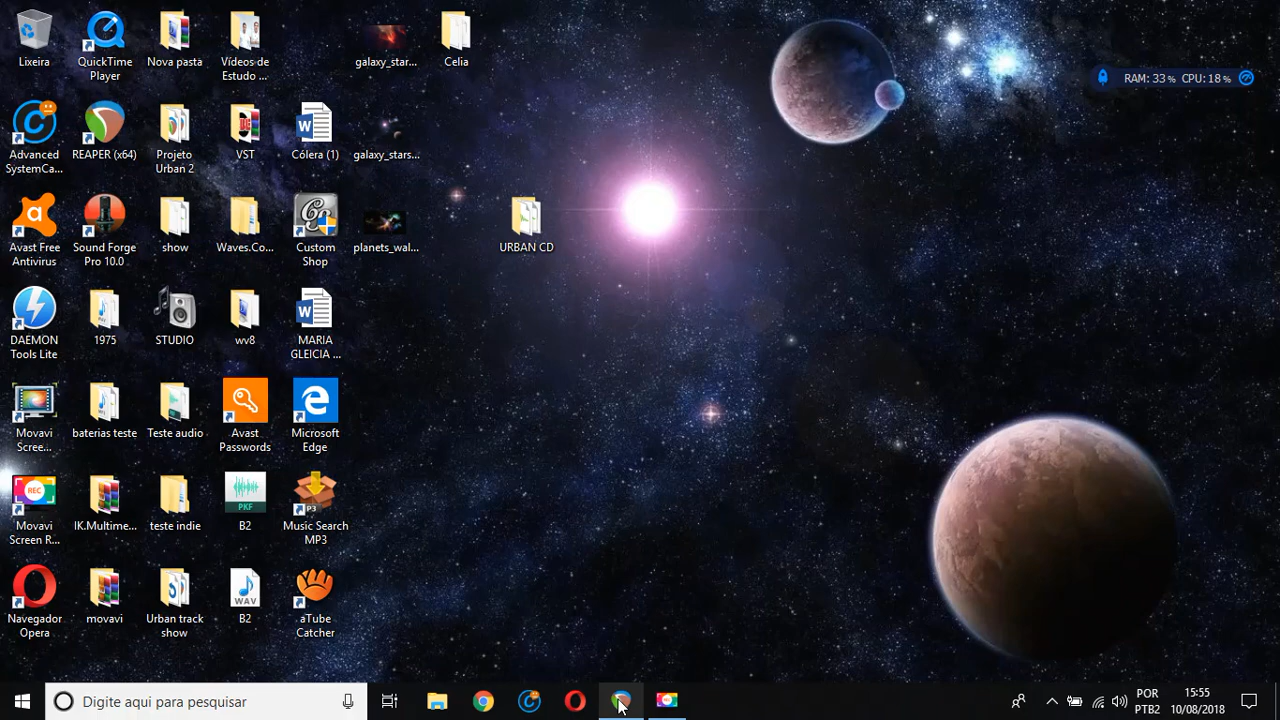 Lixeira
QuickTime
Player
Nova pasta
Vídeos de
Estudo ...
galaxy_star...
Celia
RAM: 33 % CPU: 18 %
Advanced
SystemCa...
REAPER (x64)
Projeto
Urban 2
VST
Cólera (1)
galaxy_stars...
Avast Free
Antivirus
Sound Forge
Pro 10.0
show
Waves.Co...
Custom
Shop
planets_wal...
URBAN CD
DAEMON
Tools Lite
1975
STUDIO
wv8
MARIA
GLEICIA ...
Movavi
Scree...
baterias teste
Teste audio
Avast
Passwords
Microsoft
Edge
REC
Movavi
Screen R...
IK.Multime...
teste indie
PKF
B2
P3
Music Search
MP3
Navegador
Opera
movavi
Urban track
show
WAV
B2
aTube
Catcher
Digite aqui para pesquisar
POR
PTB2
15:55
10/08/2018